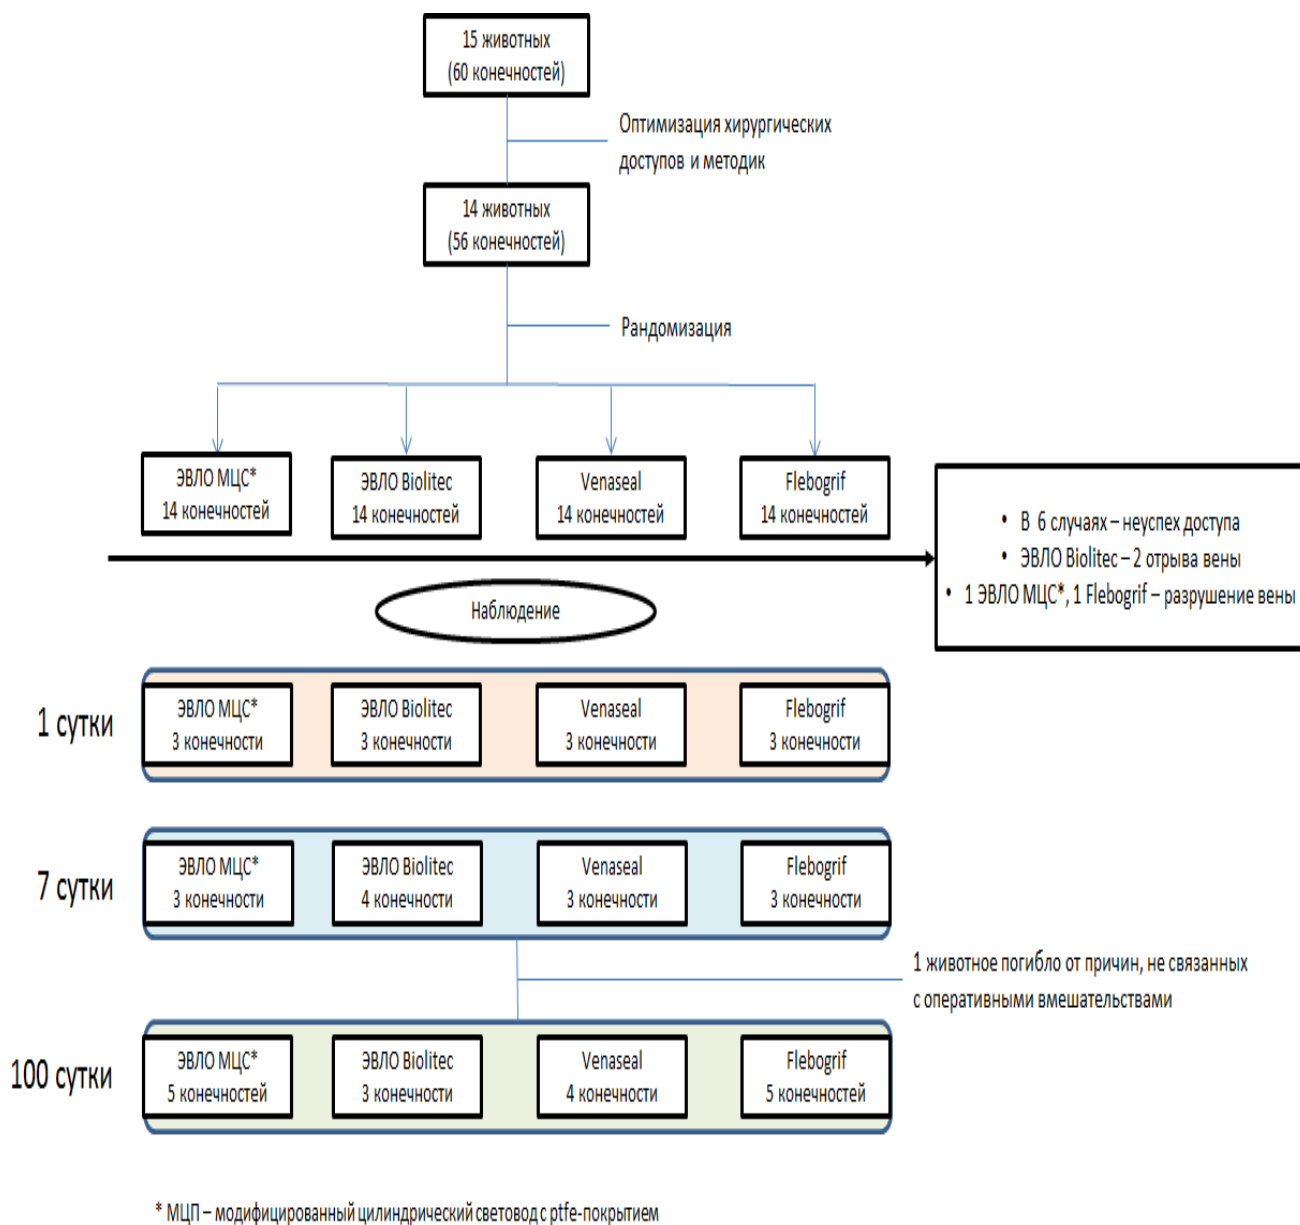 15 животных
(60 конечностей)
Оптимизация хирургических
доступов и методик
14 животных
(56 конечностей)
Рандомизация
ЭВЛО МЦС*
14 конечностей
ЭВЛО Biolitec
14 конечностей
Venaseal
14 конечностей
Flebogrif
14 конечностей
• В 6 случаях – неуспех доступа
• ЭВЛО Biolitec – 2 отрыва вены
• 1 ЭВЛО МЦС*, 1 Flebogrif – разрушение вены
Наблюдение
1 сутки
ЭВЛО МЦС*
3 конечности
ЭВЛО Biolitec
3 конечности
Venaseal
3 конечности
Flebogrif
3 конечности
7 сутки
ЭВЛО МЦС*
3 конечности
ЭВЛО Biolitec
4 конечности
Venaseal
3 конечности
Flebogrif
3 конечности
1 животное погибло от причин, не связанных
с оперативными вмешательствами
100 сутки
ЭВЛО МЦС*
5 конечностей
ЭВЛО Biolitec
3 конечности
Venaseal
4 конечности
Flebogrif
5 конечностей
* МЦП – модифицированный цилиндрический световод с ptfe-покрытием